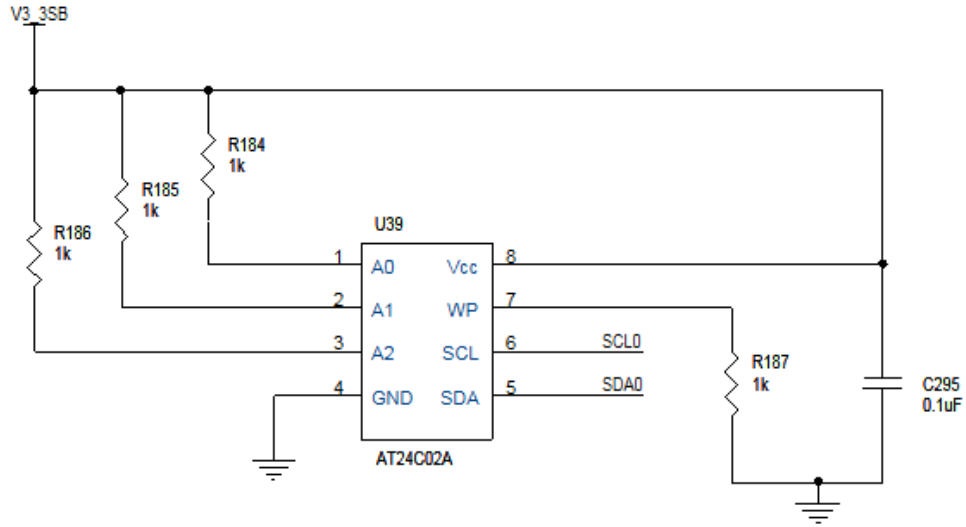 V3_3SB
R184
1k
R185
1k
R186
1k
U39
1 A0 Vcc 8
2 A1 WP 7
3 A2 SCL 6 SCL0
4 GND SDA 5 SDA0
AT24C02A
R187
1k
C295
0.1uF